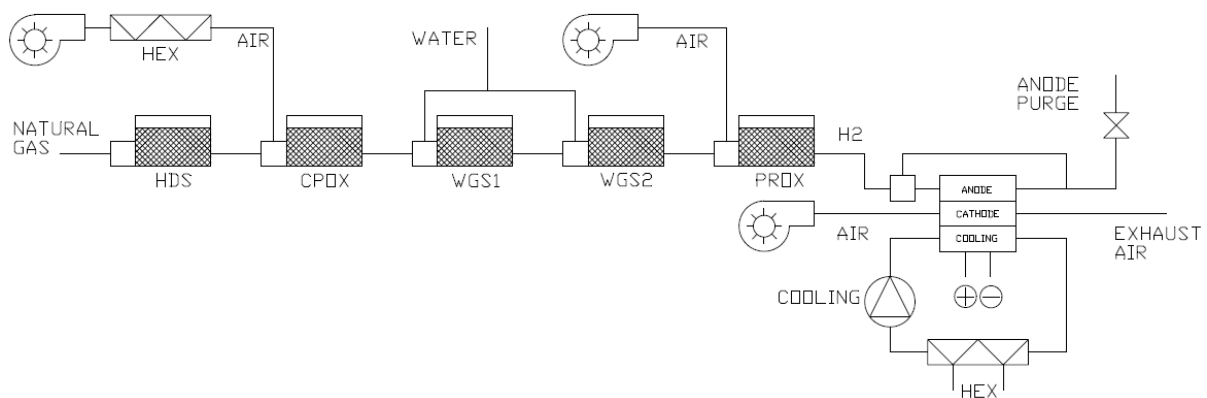 HEX
AIR
WATER
AIR
ANODE
PURGE
NATURAL
GAS
H2
HDS
CPOX
WGS1
WGS2
PROX
ANODE
CATHODE
COOLING
AIR
EXHAUST
AIR
COOLING
+ −
HEX